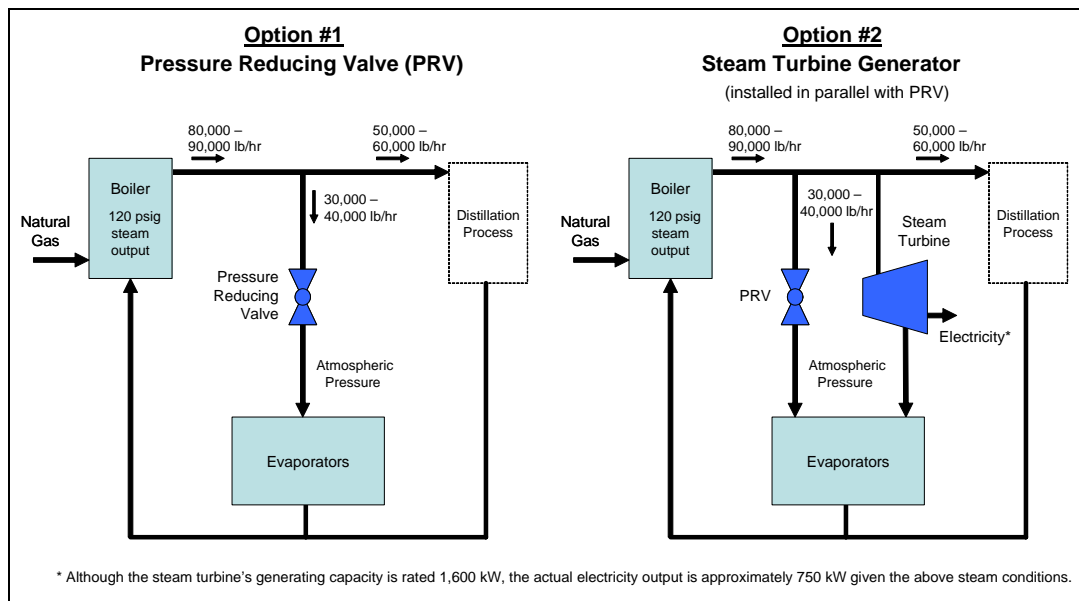 Option #1
Pressure Reducing Valve (PRV)
80,000 –
90,000 lb/hr
50,000 –
60,000 lb/hr
Boiler
120 psig
steam
output
Natural
Gas
30,000 –
40,000 lb/hr
Distillation
Process
Pressure
Reducing
Valve
Atmospheric
Pressure
Evaporators
Option #2
Steam Turbine Generator
(installed in parallel with PRV)
80,000 –
90,000 lb/hr
50,000 –
60,000 lb/hr
Boiler
120 psig
steam
output
Natural
Gas
30,000 –
40,000 lb/hr
Steam
Turbine
Distillation
Process
PRV
Electricity*
Atmospheric
Pressure
Evaporators
* Although the steam turbine's generating capacity is rated 1,600 kW, the actual electricity output is approximately 750 kW given the above steam conditions.